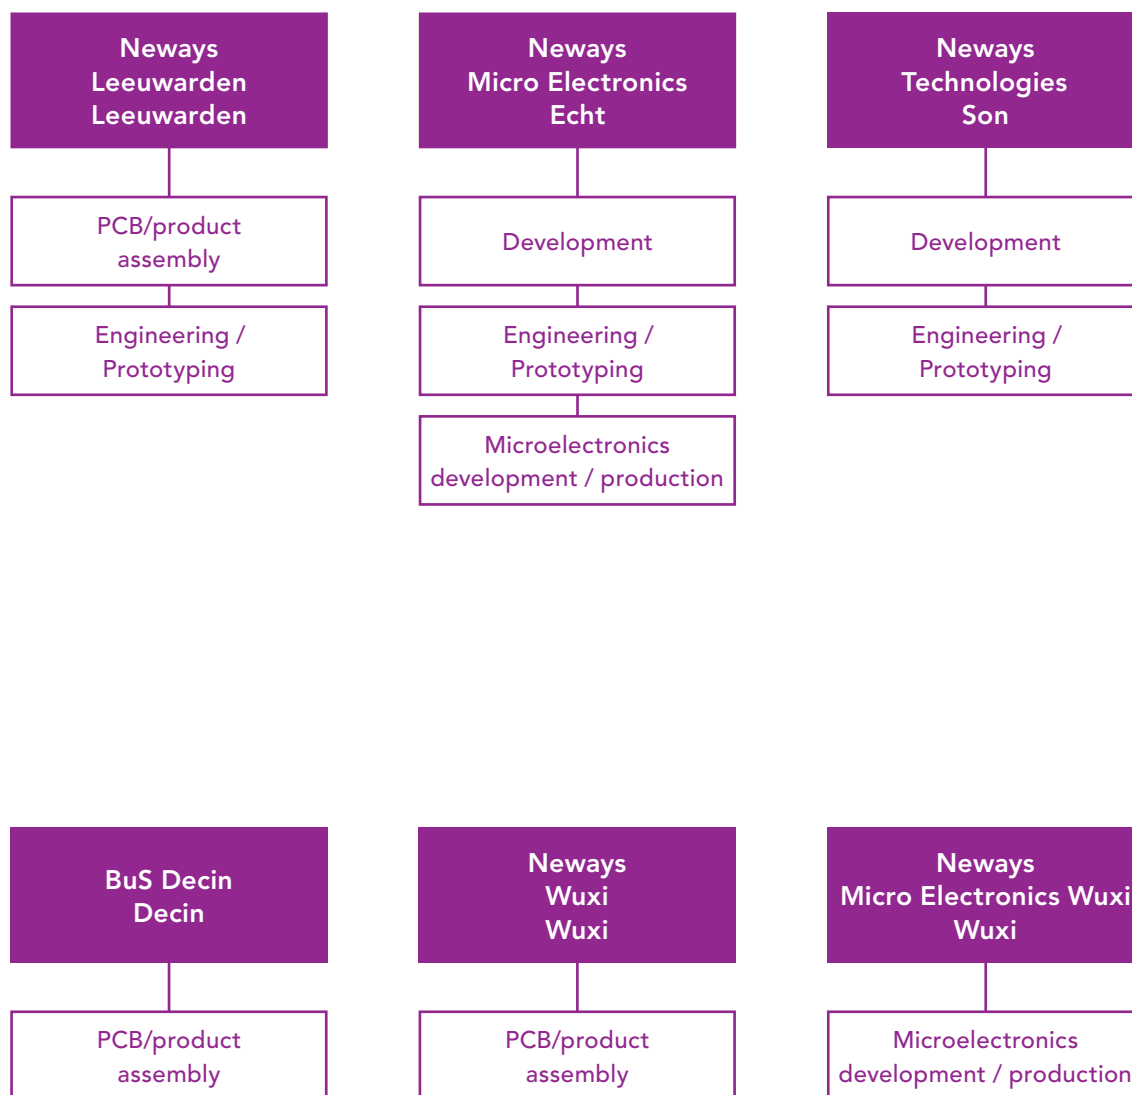 Neways
Leeuwarden
Leeuwarden
PCB/product
assembly
Engineering /
Prototyping
Neways
Micro Electronics
Echt
Development
Engineering /
Prototyping
Microelectronics
development / production
Neways
Technologies
Son
Development
Engineering /
Prototyping
BuS Decin
Decin
PCB/product
assembly
Neways
Wuxi
Wuxi
PCB/product
assembly
Neways
Micro Electronics Wuxi
Wuxi
Microelectronics
development / production